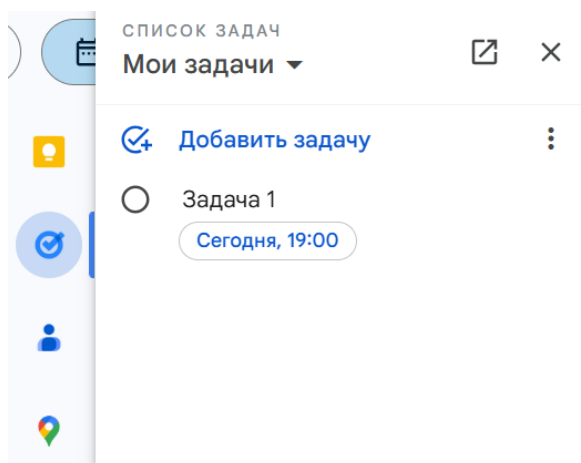 СПИСОК ЗАДАЧ
Мои задачи
Добавить задачу
Задача 1
Сегодня, 19:00